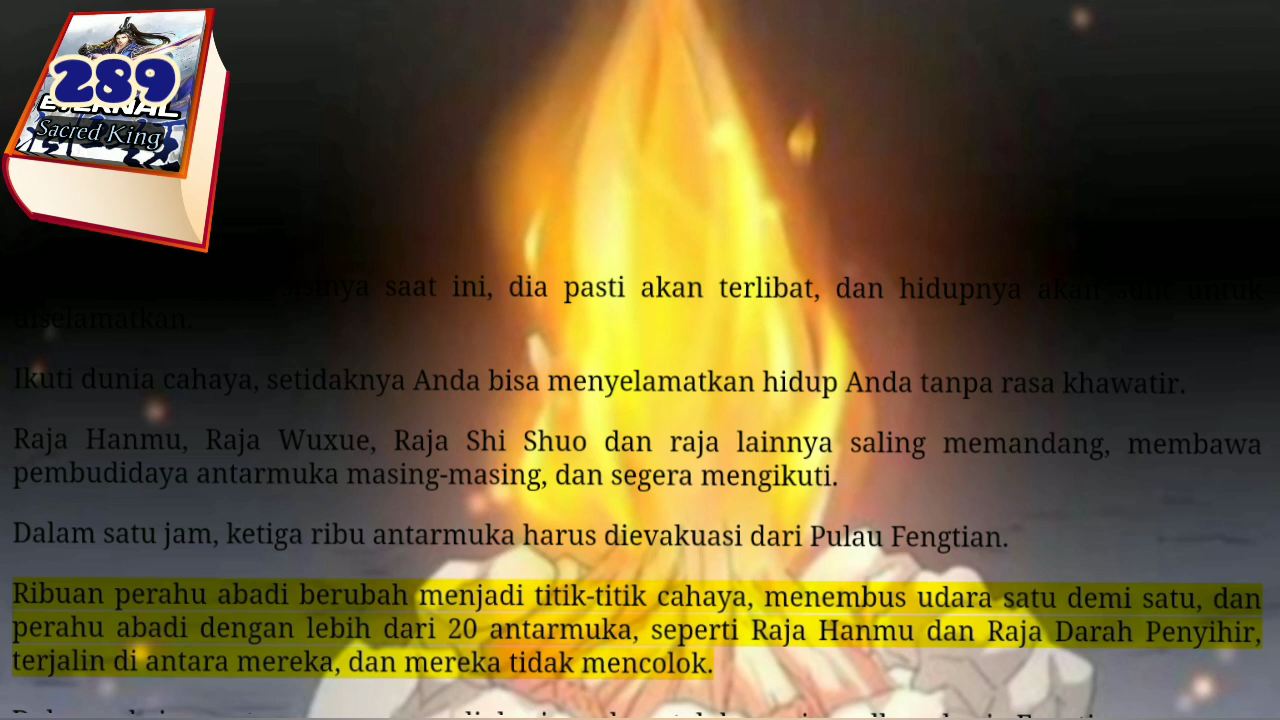 289
ETERNAL
Sacred King
saat ini, dia pasti akan terlibat, dan hidupnya akan sulit untuk
diselamatkan.
Ikuti dunia cahaya, setidaknya Anda bisa menyelamatkan hidup Anda tanpa rasa khawatir.
Raja Hanmu, Raja Wuxue, Raja Shi Shuo dan raja lainnya saling memandang, membawa
pembudidaya antarmuka masing-masing, dan segera mengikuti.
Dalam satu jam, ketiga ribu antarmuka harus dievakuasi dari Pulau Fengtian.
Ribuan perahu abadi berubah menjadi titik-titik cahaya, menembus udara satu demi satu, dan
perahu abadi dengan lebih dari 20 antarmuka, seperti Raja Hanmu dan Raja Darah Penyihir,
terjalin di antara mereka, dan mereka tidak mencolok.